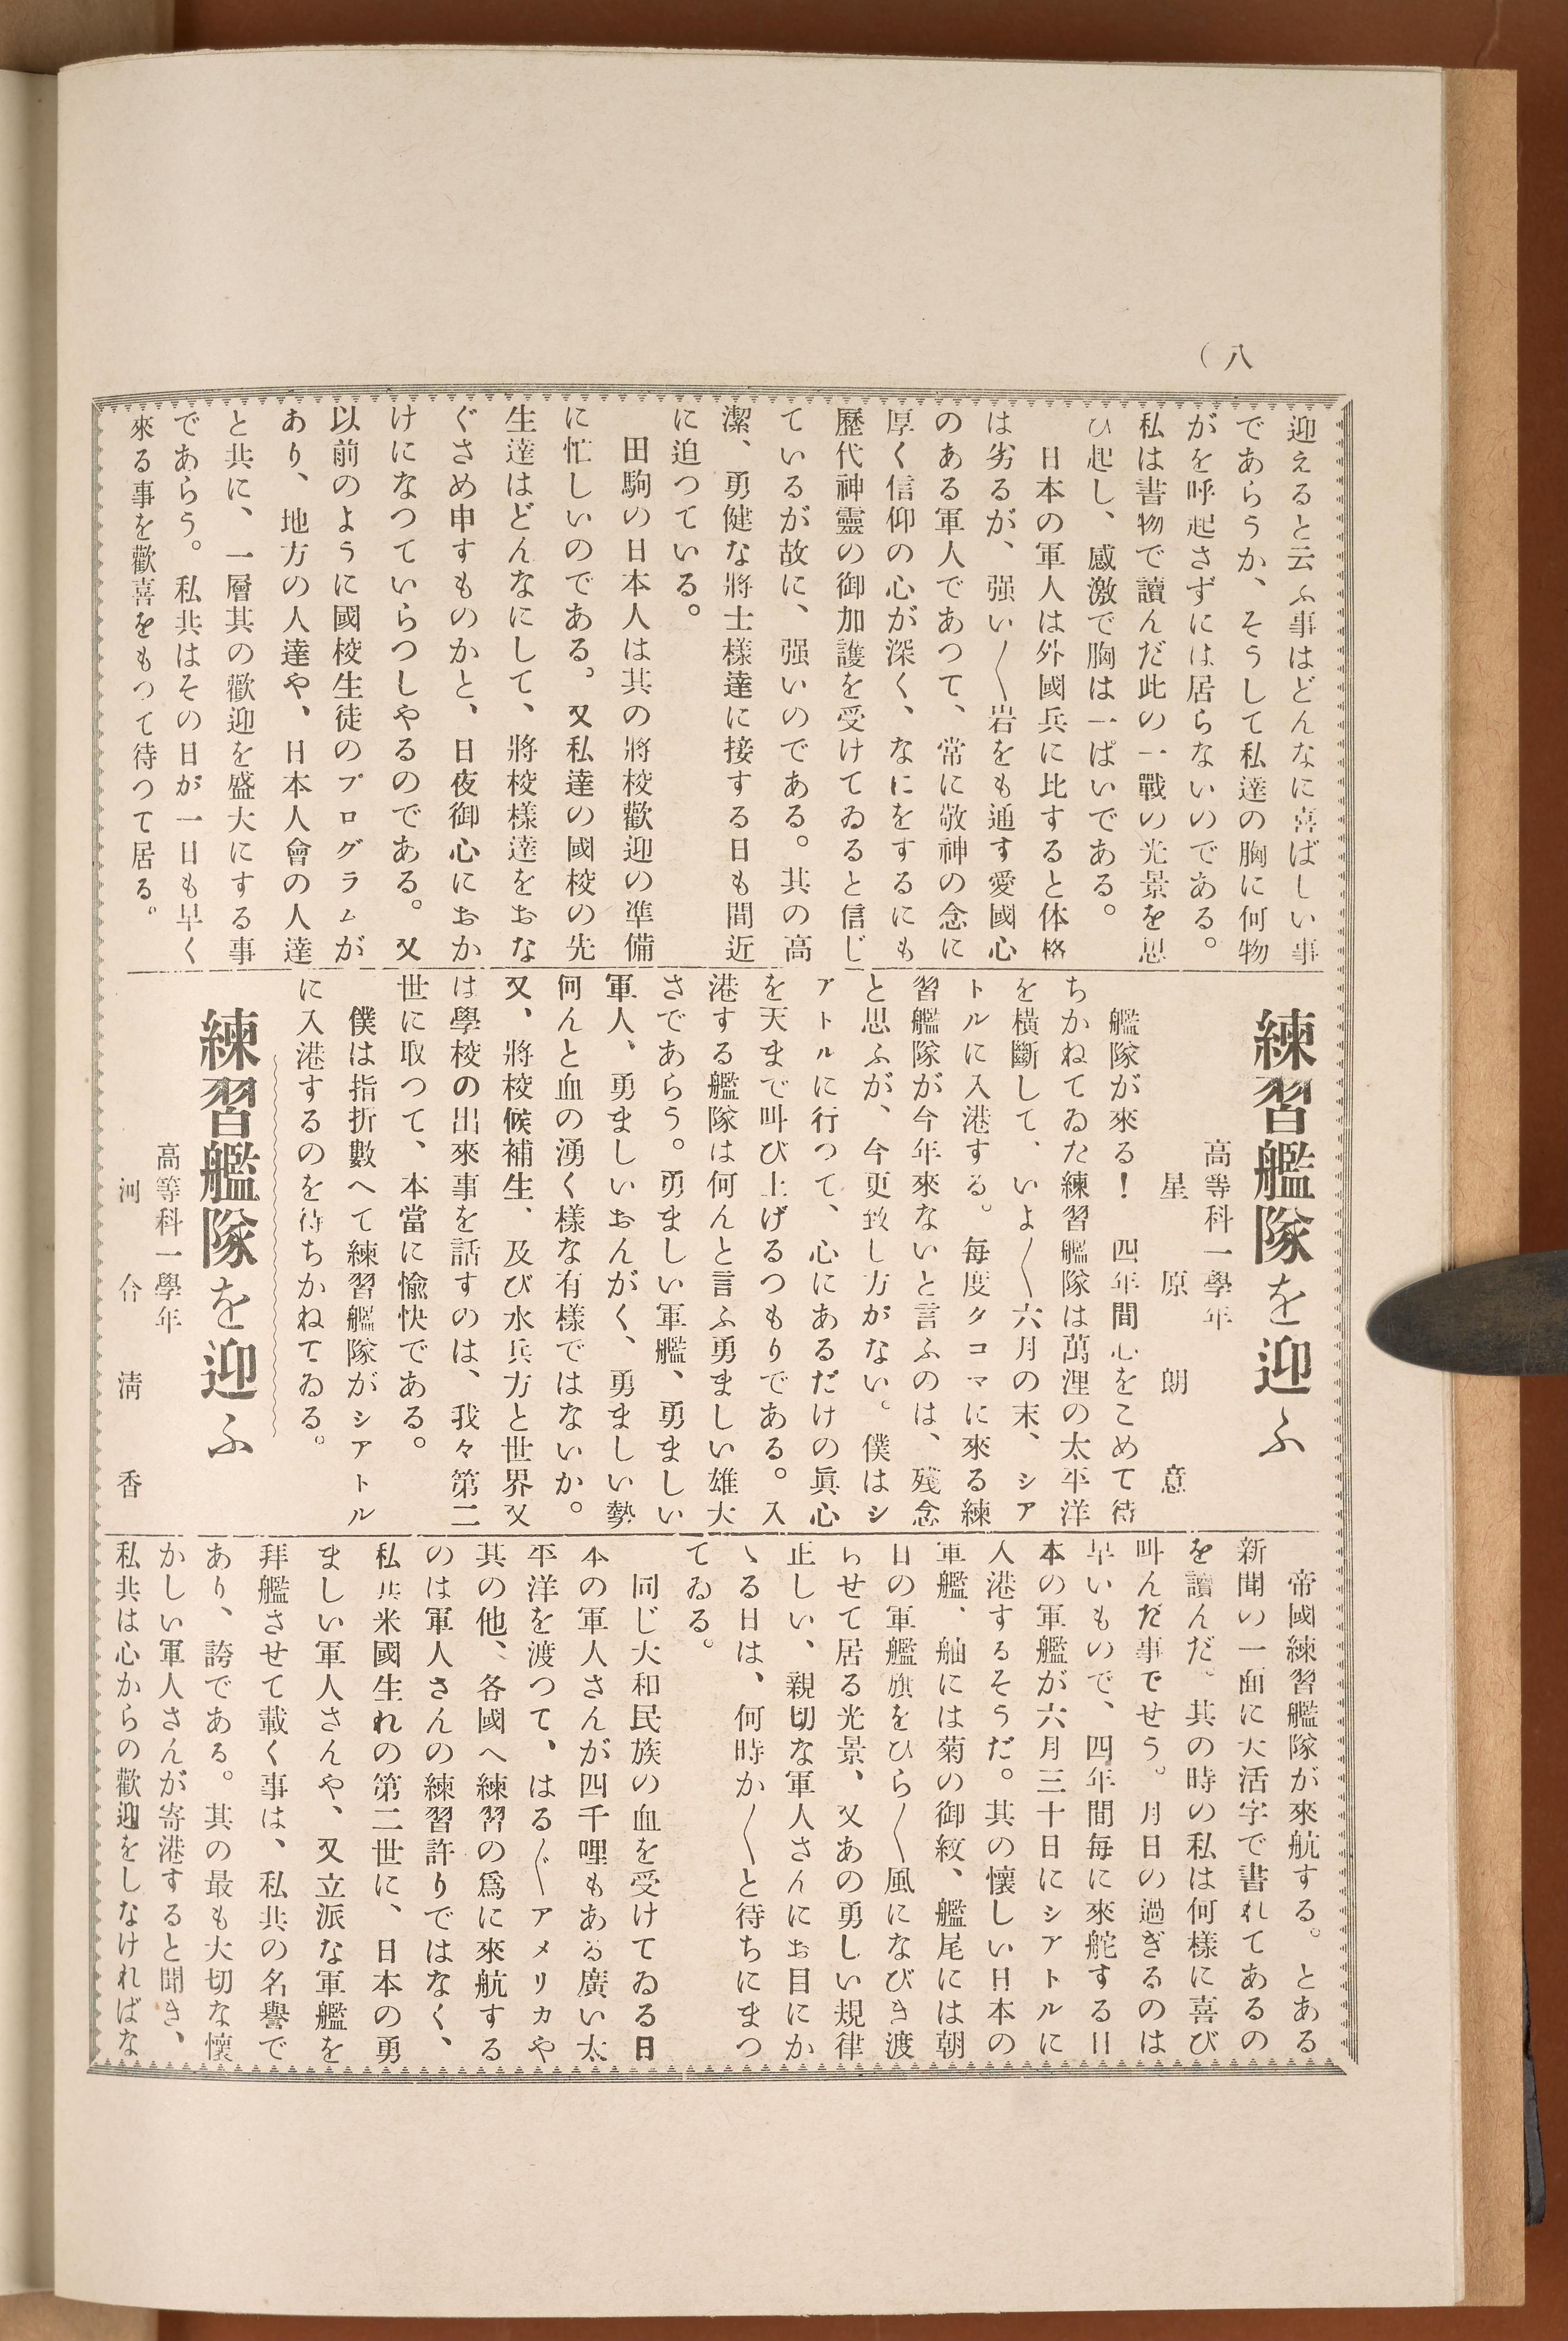 八
迎えると云ふ事はどんなに喜ばしい事
であらうか、そうして私達の胸に何物
がを呼起さずには居らないのである。
私は書物で讀んだ此の一戰の光景を思
ひ起し、感激で胸は一ぱいである。
日本の軍人は外國兵に比すると体格
は劣るが、强い〳〵岩をも通す愛國心
のある軍人であつて、常に敬神の念に
厚く信仰の心が深く、なにをするにも
歷代神靈の御加護を受けてゐると信じ
ているが故に、强いのである。其の高
潔、勇健な將士樣達に接する日も間近
に迫つている。
田駒の日本人は其の將校歡迎の準備
に忙しいのである。又私達の國校の先
生達はどんなにして、將校樣達をおな
ぐさめ申すものかと、日夜御心におか
けになつていらつしやるのである。又
以前のように國校生徒のプログラムが
あり、地方の人達や、日本人會の人達
と共に、一層其の歡迎を盛大にする事
であらう。私共はその日が一日も早く
來る事を歡喜をもつて待つて居る。
練習艦隊を迎ふ
高等科一學年
星原朗意
艦隊が來る！四年間心をこめて待
ちかねてゐた練習艦隊は萬浬の太平洋
を橫斷して、いよ〳〵六月の末、シア
トルに入港する。每度タコマに來る練
習艦隊が今年來ないと言ふのは、殘念
と思ふが、今更致し方がない。僕はシ
アトルに行つて、心にあるだけの眞心
を天まで叫び上げるつもりである。入
港する艦隊は何んと言ふ勇ましい雄大
さであらう。勇ましい軍艦、勇ましい
軍人、勇ましいおんがく、勇ましい勢
何んと血の湧く樣な有樣ではないか。
又、將校候補生、及び水兵方と世界又
は學校の出來事を話すのは、我々第二
世に取つて、本當に愉快である。
僕は指折數へて練習艦隊がシアトル
に入港するのを待ちかねてゐる。
練習艦隊を迎ふ
高等科一學年
河合淸香
帝國練習艦隊が來航する。とある
新聞の一面に大活字で書れてあるの
を讀んだ。其の時の私は何樣に喜び
叫んだ事でせう。月日の過ぎるのは
早いもので、四年間每に來舵する日
本の軍艦が六月三十日にシアトルに
入港するそうだ。其の懷しい日本の
軍艦、舳には菊の御紋、艦尾には朝
日の軍艦旗をひら〳〵風になびき渡
らせて居る光景、又あの勇しい規律
正しい、親切な軍人さんにお目にか
ゝる日は、何時か〳〵と待ちにまつ
てゐる。
同じ大和民族の血を受けてゐる日
本の軍人さんが四千哩もある廣い太
平洋を渡つて、はる〴〵アメリカや
其の他、各國へ練習の爲に來航する
のは軍人さんの練習許りではなく、
私共米國生れの第二世に、日本の勇
ましい軍人さんや、又立派な軍艦を
拜艦させて載く事は、私共の名譽で
あり、誇である。其の最も大切な懷
かしい軍人さんが寄港すると聞き、
私共は心からの歡迎をしなければな